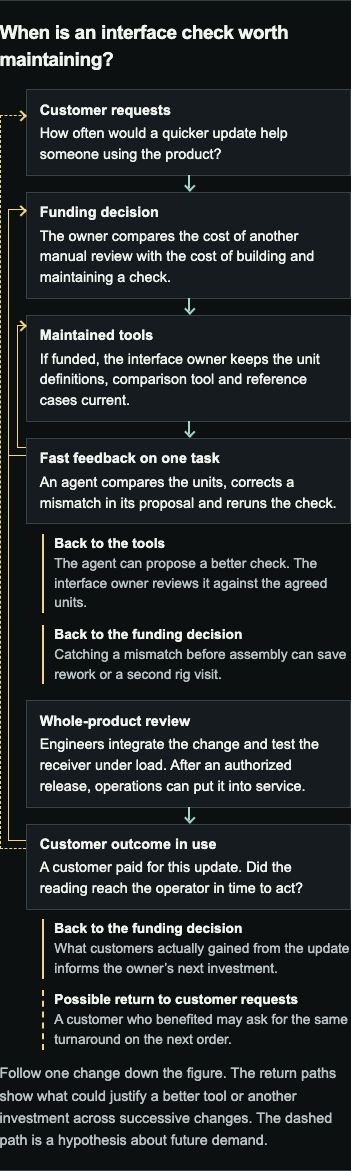 When is an interface check worth
maintaining?
Customer requests
How often would a quicker update help
someone using the product?
Funding decision
The owner compares the cost of another
manual review with the cost of building and
maintaining a check.
Maintained tools
If funded, the interface owner keeps the unit
definitions, comparison tool and reference
cases current.
Fast feedback on one task
An agent compares the units, corrects a
mismatch in its proposal and reruns the check.
Back to the tools
The agent can propose a better check. The
interface owner reviews it against the agreed
units.
Back to the funding decision
Catching a mismatch before assembly can save
rework or a second rig visit.
Whole-product review
Engineers integrate the change and test the
receiver under load. After an authorized
release, operations can put it into service.
Customer outcome in use
A customer paid for this update. Did the
reading reach the operator in time to act?
Back to the funding decision
What customers actually gained from the update
informs the owner’s next investment.
Possible return to customer requests
A customer who benefited may ask for the same
turnaround on the next order.
Follow one change down the figure. The return paths
show what could justify a better tool or another
investment across successive changes. The dashed
path is a hypothesis about future demand.